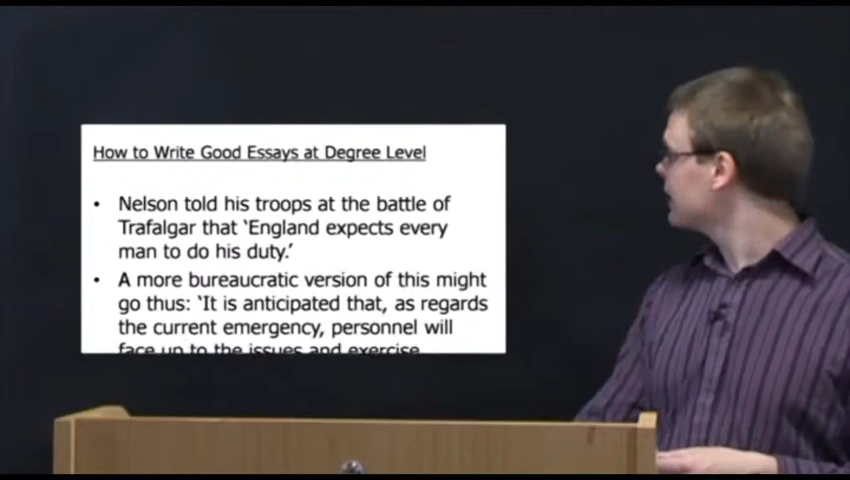 How to Write Good Essays at Degree Level
• Nelson told his troops at the battle of
Trafalgar that ‘England expects every
man to do his duty.’
• A more bureaucratic version of this might
go thus: ‘It is anticipated that, as regards
the current emergency, personnel will
face up to the issues and exercise